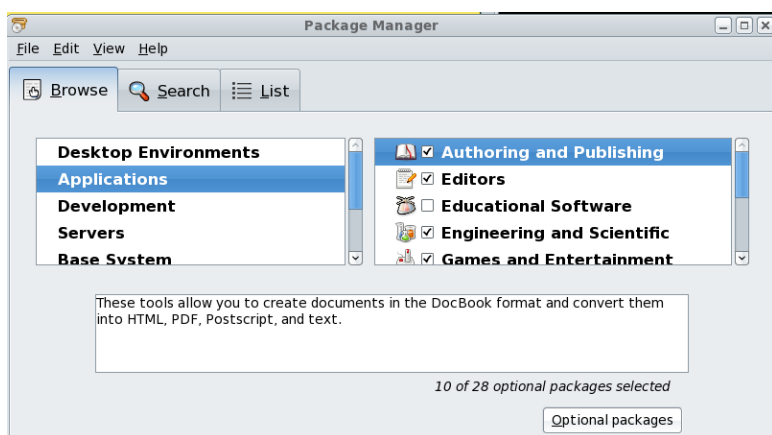 Package Manager
File Edit View Help
Browse Search List
Desktop Environments
Applications
Development
Servers
Base System
Authoring and Publishing
Editors
Educational Software
Engineering and Scientific
Games and Entertainment
These tools allow you to create documents in the DocBook format and convert them
into HTML, PDF, Postscript, and text.
10 of 28 optional packages selected
Optional packages